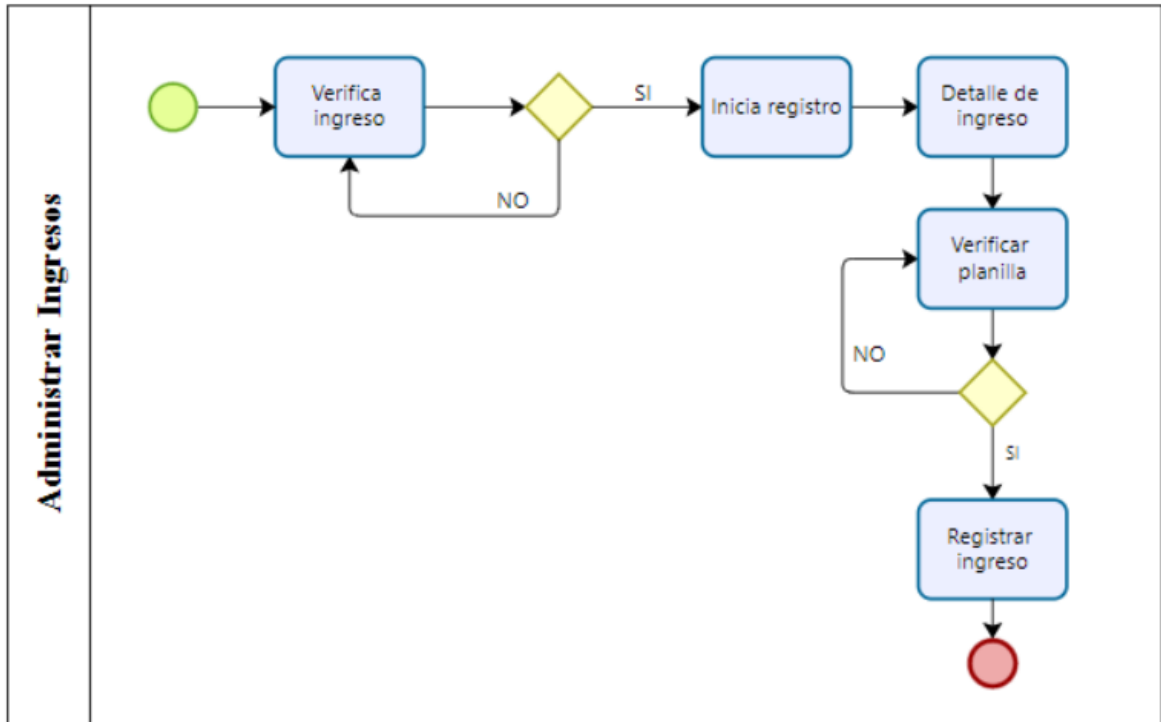 Administrar Ingresos
Verifica
ingreso
SI
Inicia registro
Detalle de
ingreso
NO
Verificar
planilla
NO
SI
Registrar
ingreso